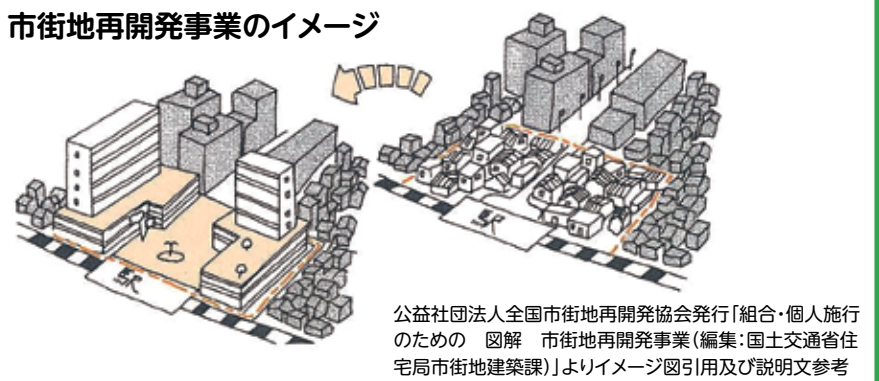 市街地再開発事業のイメージ
駅
駅
公益社団法人全国市街地再開発協会発行「組合・個人施行
のための　図解　市街地再開発事業(編集:国土交通省住
宅局市街地建築課)」よりイメージ図引用及び説明文参考